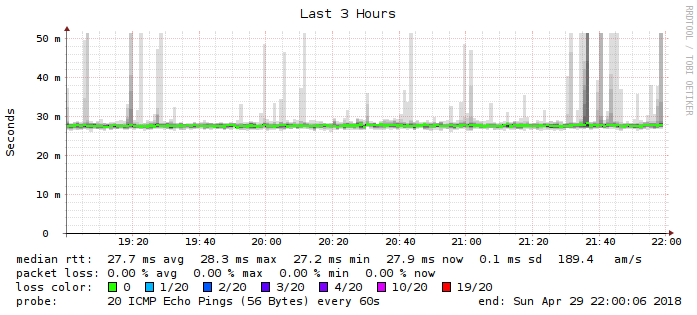 Last 3 Hours
RRDTOOL / TOBI OETIKER
Seconds
50 m
40 m
30 m
20 m
10 m
0
19:20 19:40 20:00 20:20 20:40 21:00 21:20 21:40 22:00
median rtt: 27.7 ms avg 28.3 ms max 27.2 ms min 27.9 ms now 0.1 ms sd 189.4 am/s
packet loss: 0.00 % avg 0.00 % max 0.00 % min 0.00 % now
loss color: 0 1/20 2/20 3/20 4/20 10/20 19/20
probe: 20 ICMP Echo Pings (56 Bytes) every 60s end: Sun Apr 29 22:00:06 2018